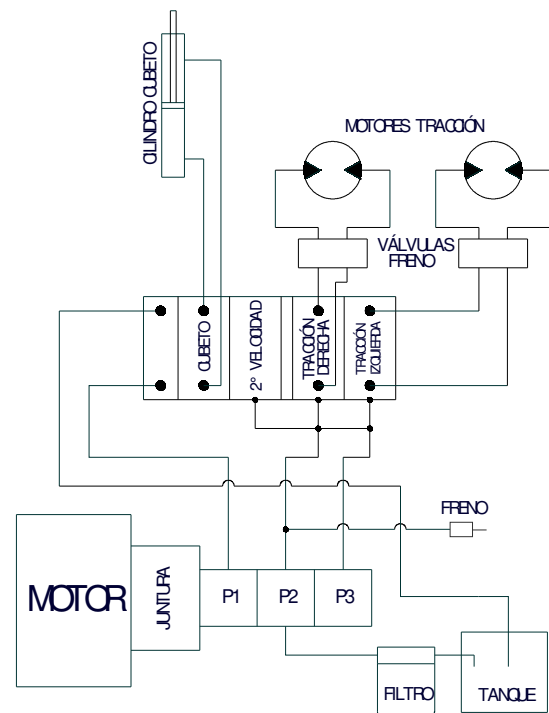 CILINDRO CUBETO
MOTORES TRACCIÓN
VÁLVULAS
FRENO
CUBETO
2º VELOCIDAD
TRACCIÓN
DERECHA
TRACCIÓN
IZQUIERDA
FRENO
MOTOR
JUNTURA
P1
P2
P3
FILTRO
TANQUE